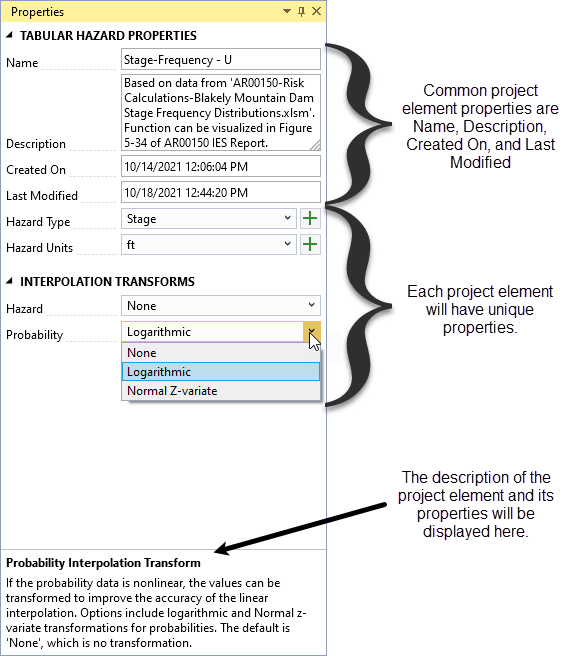 Properties
TABULAR HAZARD PROPERTIES
Name
Stage-Frequency - U
Description
Based on data from 'AR00150-Risk
Calculations-Blakely Mountain Dam
Stage Frequency Distributions.xlsm'.
Function can be visualized in Figure
5-34 of AR00150 IES Report.
Created On
10/14/2021 12:06:04 PM
Last Modified
10/18/2021 12:44:20 PM
Hazard Type
Stage
Hazard Units
ft
INTERPOLATION TRANSFORMS
Hazard
None
Probability
Logarithmic
None
Logarithmic
Normal Z-variate
Probability Interpolation Transform
If the probability data is nonlinear, the values can be
transformed to improve the accuracy of the linear
interpolation. Options include logarithmic and Normal z-
variate transformations for probabilities. The default is
'None', which is no transformation.
Common project
element properties are
Name, Description,
Created On, and Last
Modified
Each project element
will have unique
properties.
The description of the
project element and its
properties will be
displayed here.